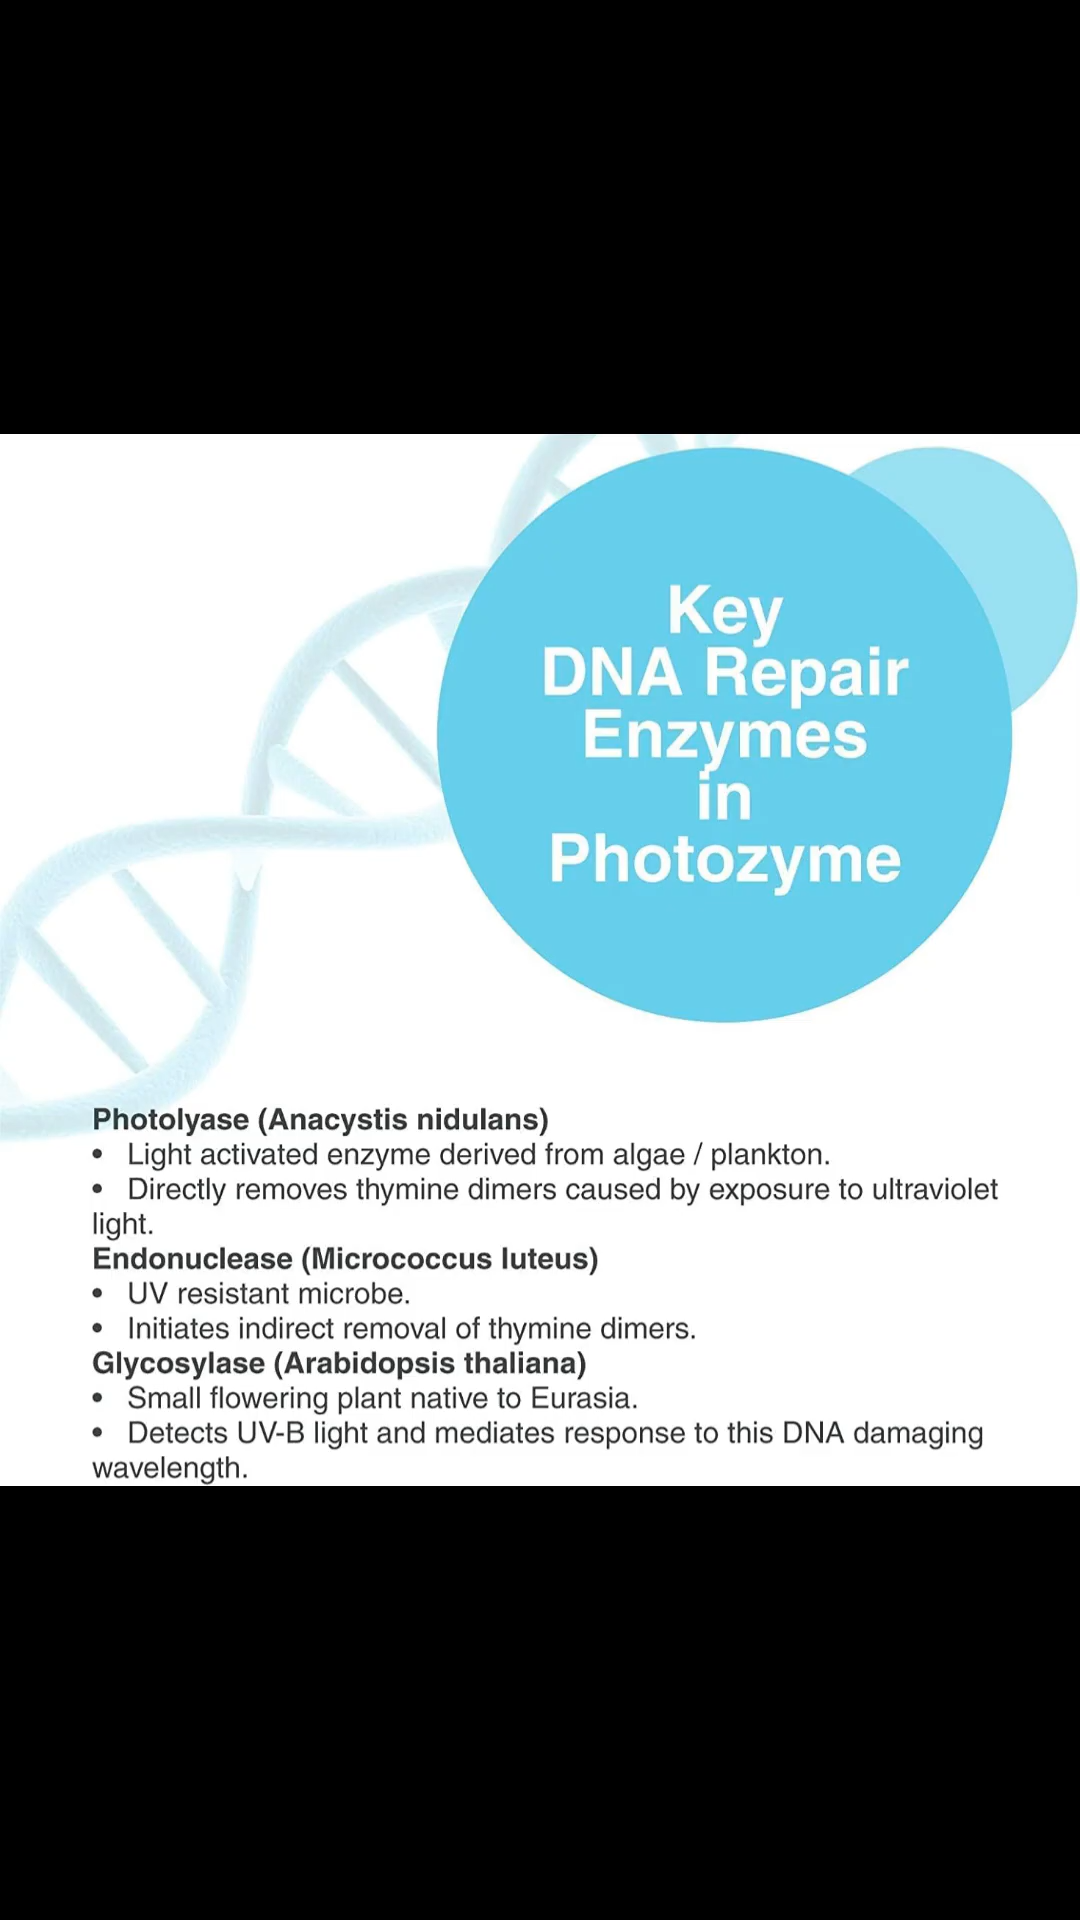 Key
DNA Repair
Enzymes
in
Photozyme
Photolyase (Anacystis nidulans)
• Light activated enzyme derived from algae / plankton.
• Directly removes thymine dimers caused by exposure to ultraviolet
light.
Endonuclease (Micrococcus luteus)
• UV resistant microbe.
• Initiates indirect removal of thymine dimers.
Glycosylase (Arabidopsis thaliana)
• Small flowering plant native to Eurasia.
• Detects UV-B light and mediates response to this DNA damaging
wavelength.